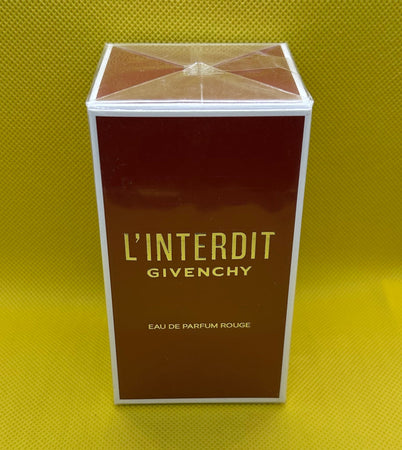 L'INTERDIT
GIVENCHY
EAU DE PARFUM ROUGE